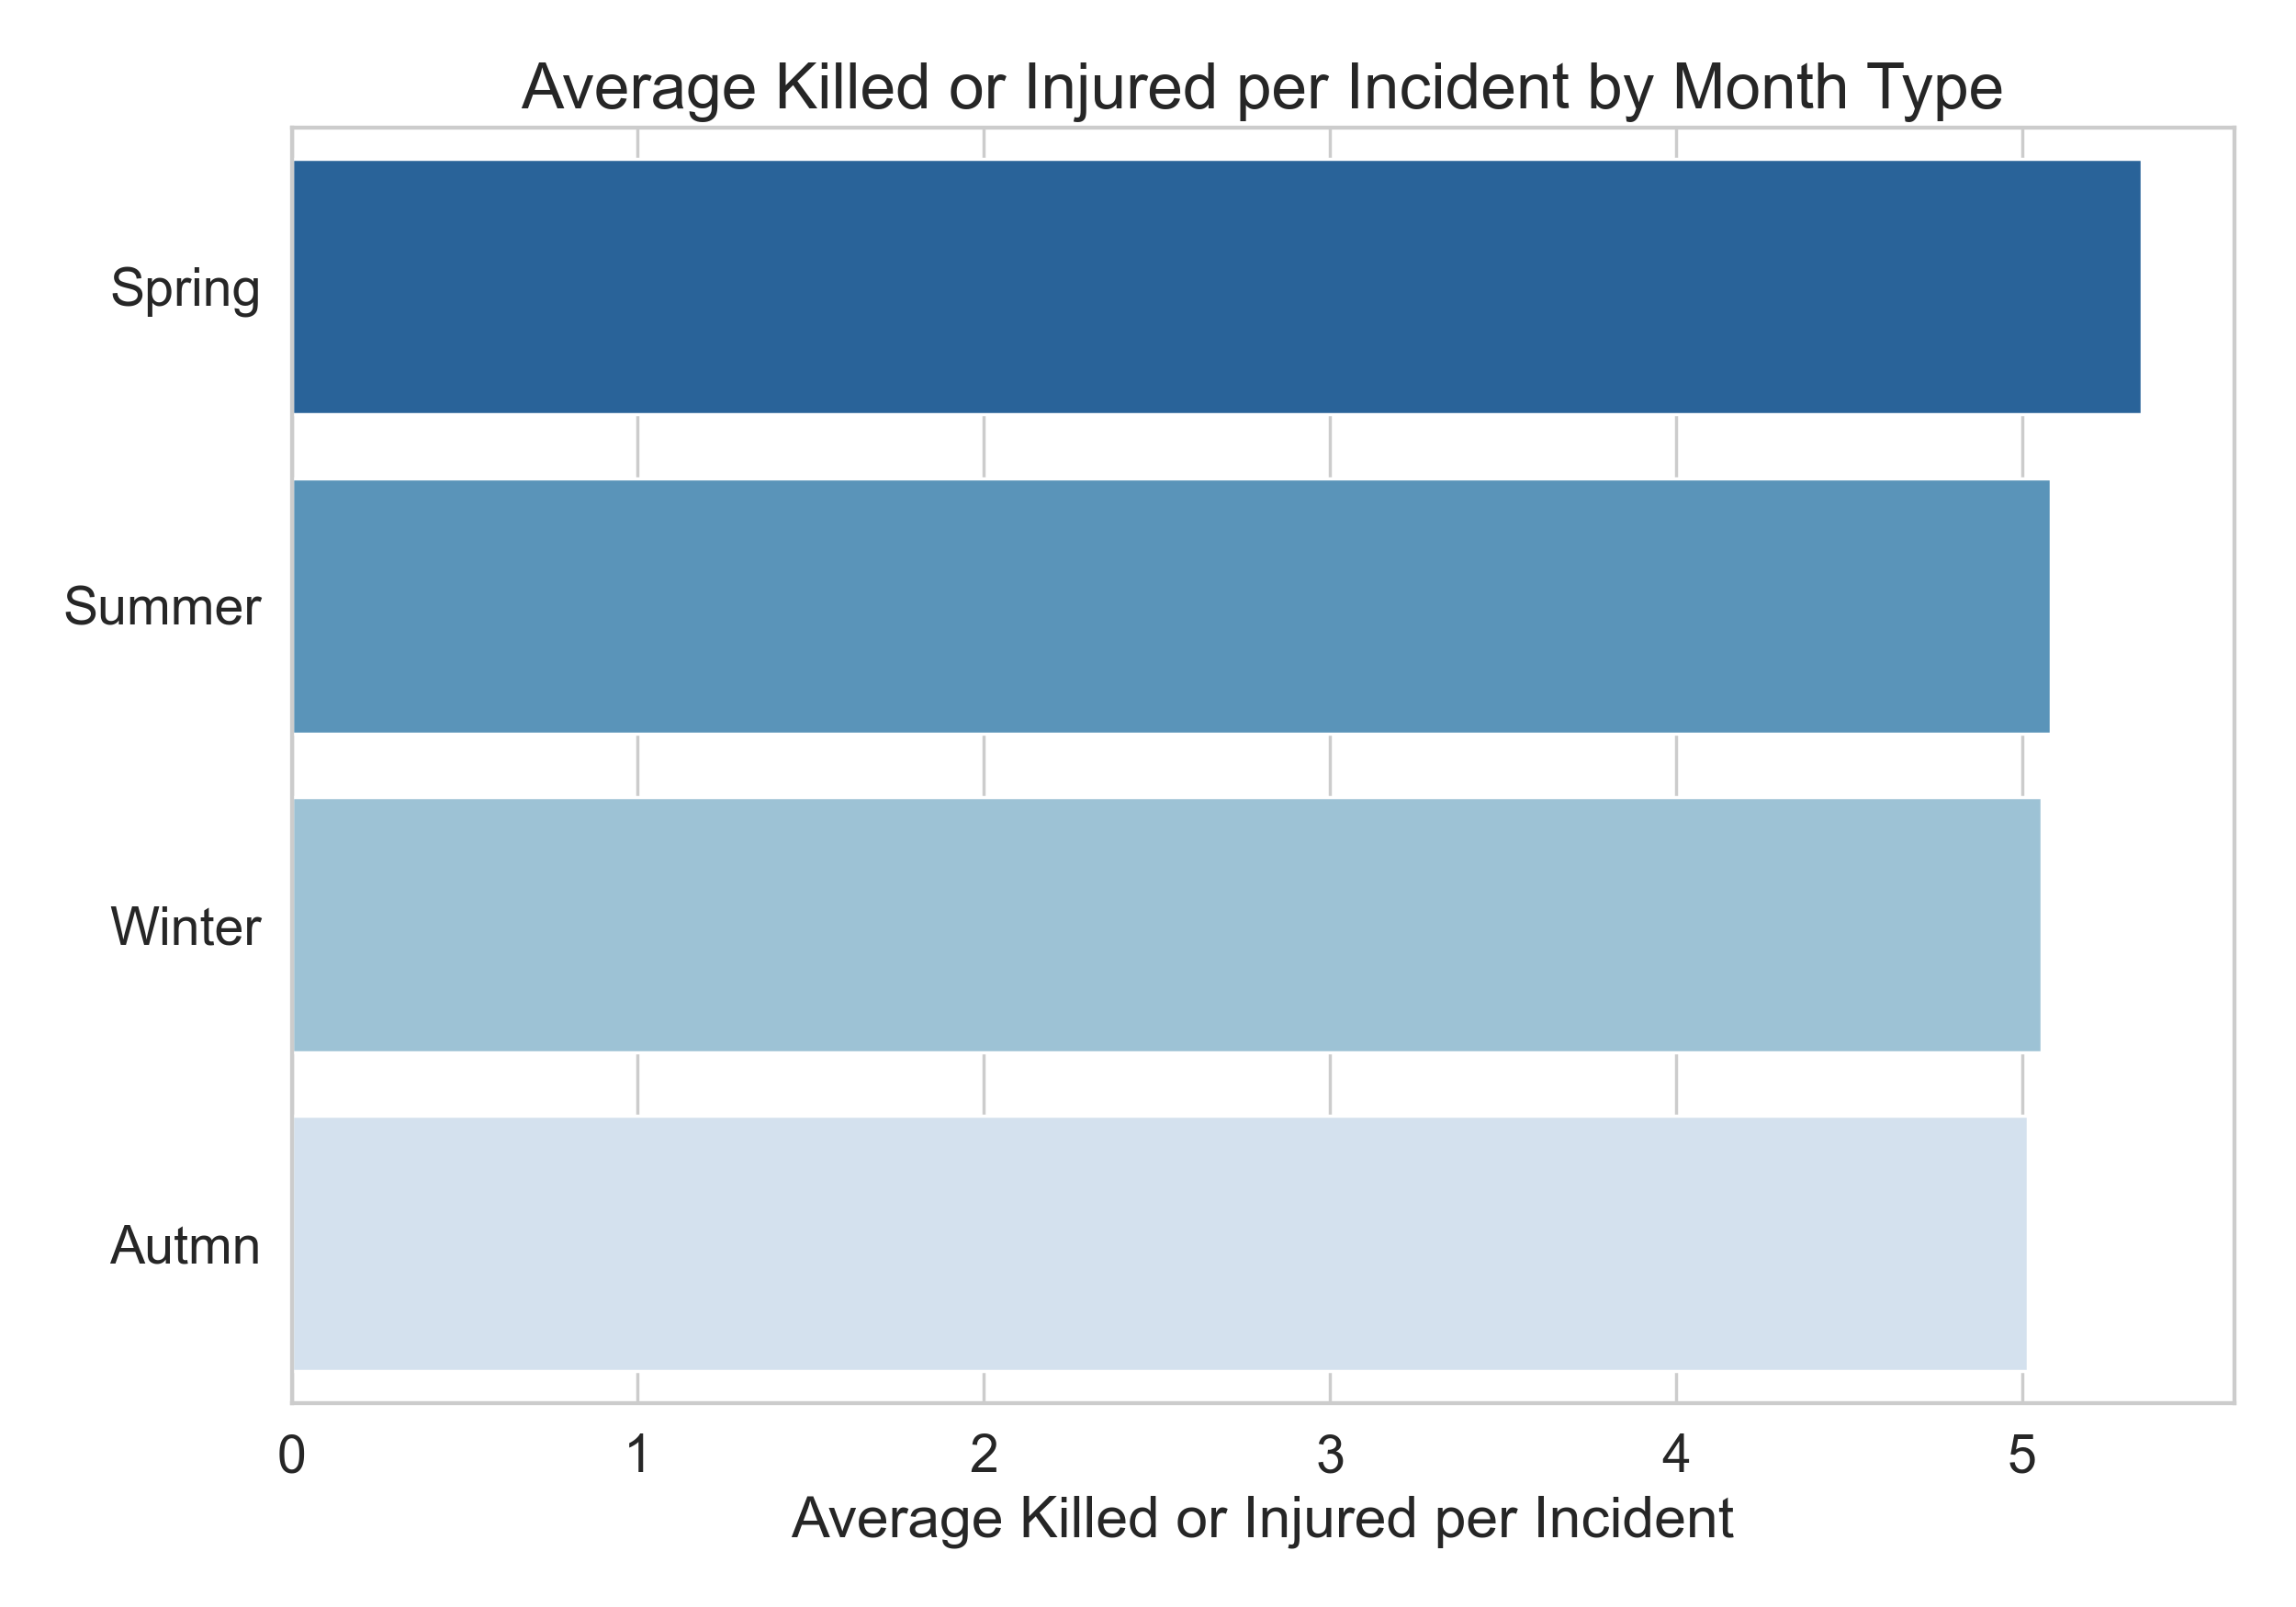 Average Killed or Injured per Incident by Month Type
Spring
Summer
Winter
Autmn
0 1 2 3 4 5
Average Killed or Injured per Incident